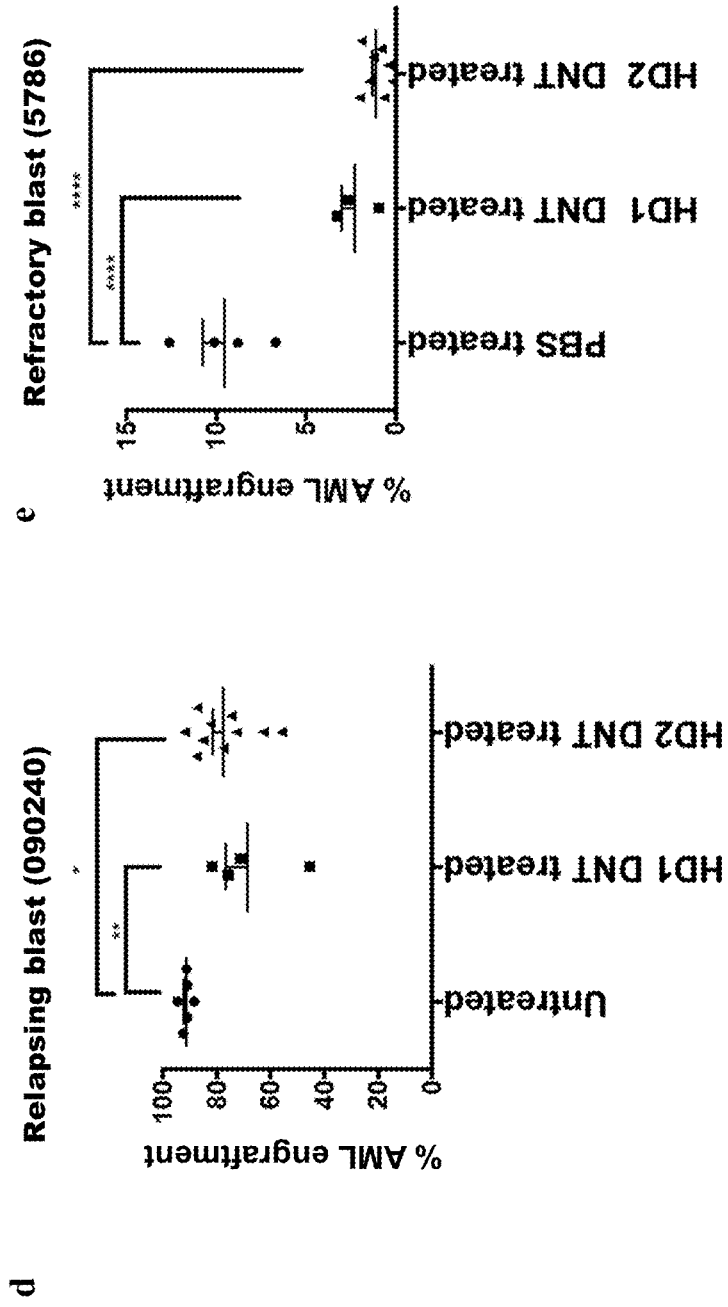 d
Relapsing blast (090240)
**
*
% AML engraftment
100
80
60
40
20
0
Untreated
HD1 DNT treated
HD2 DNT treated
e
Refractory blast (5786)
****
****
% AML engraftment
15
10
5
0
PBS treated
HD1 DNT treated
HD2 DNT treated